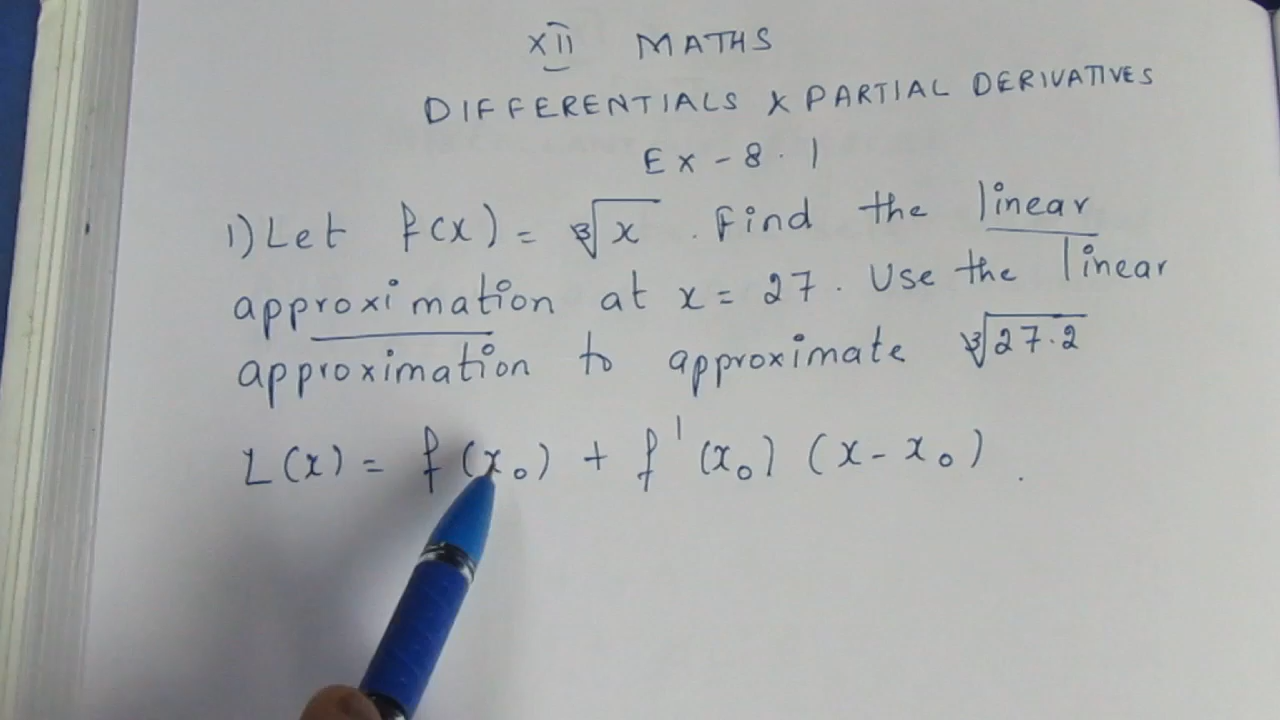 XII MATHS
DIFFERENTIALS & PARTIAL DERIVATIVES
Ex - 8.1
1) Let f(x) = ∛x . Find the linear
approximation at x = 27. Use the linear
approximation to approximate ∛27.2
L(x) = f(x₀) + f'(x₀) (x - x₀) .